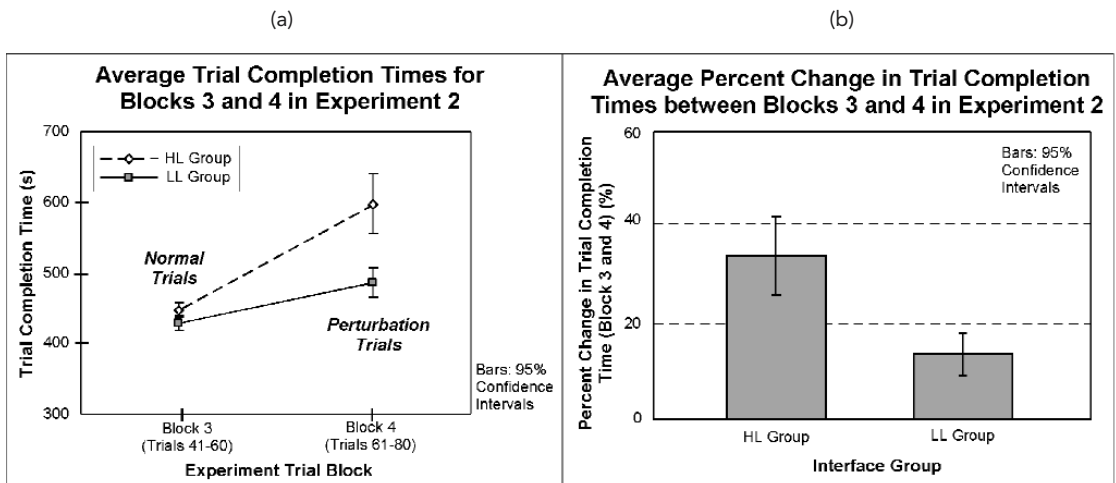 (a)
Average Trial Completion Times for
Blocks 3 and 4 in Experiment 2
700
HL Group
LL Group
600
500
400
300
Trial Completion Time (s)
Normal
Trials
Perturbation
Trials
Bars: 95%
Confidence
Intervals
Block 3
(Trials 41-60)
Block 4
(Trials 61-80)
Experiment Trial Block
(b)
Average Percent Change in Trial Completion
Times between Blocks 3 and 4 in Experiment 2
60
40
20
0
Percent Change in Trial Completion
Time (Block 3 and 4) (%)
Bars: 95%
Confidence
Intervals
HL Group
LL Group
Interface Group